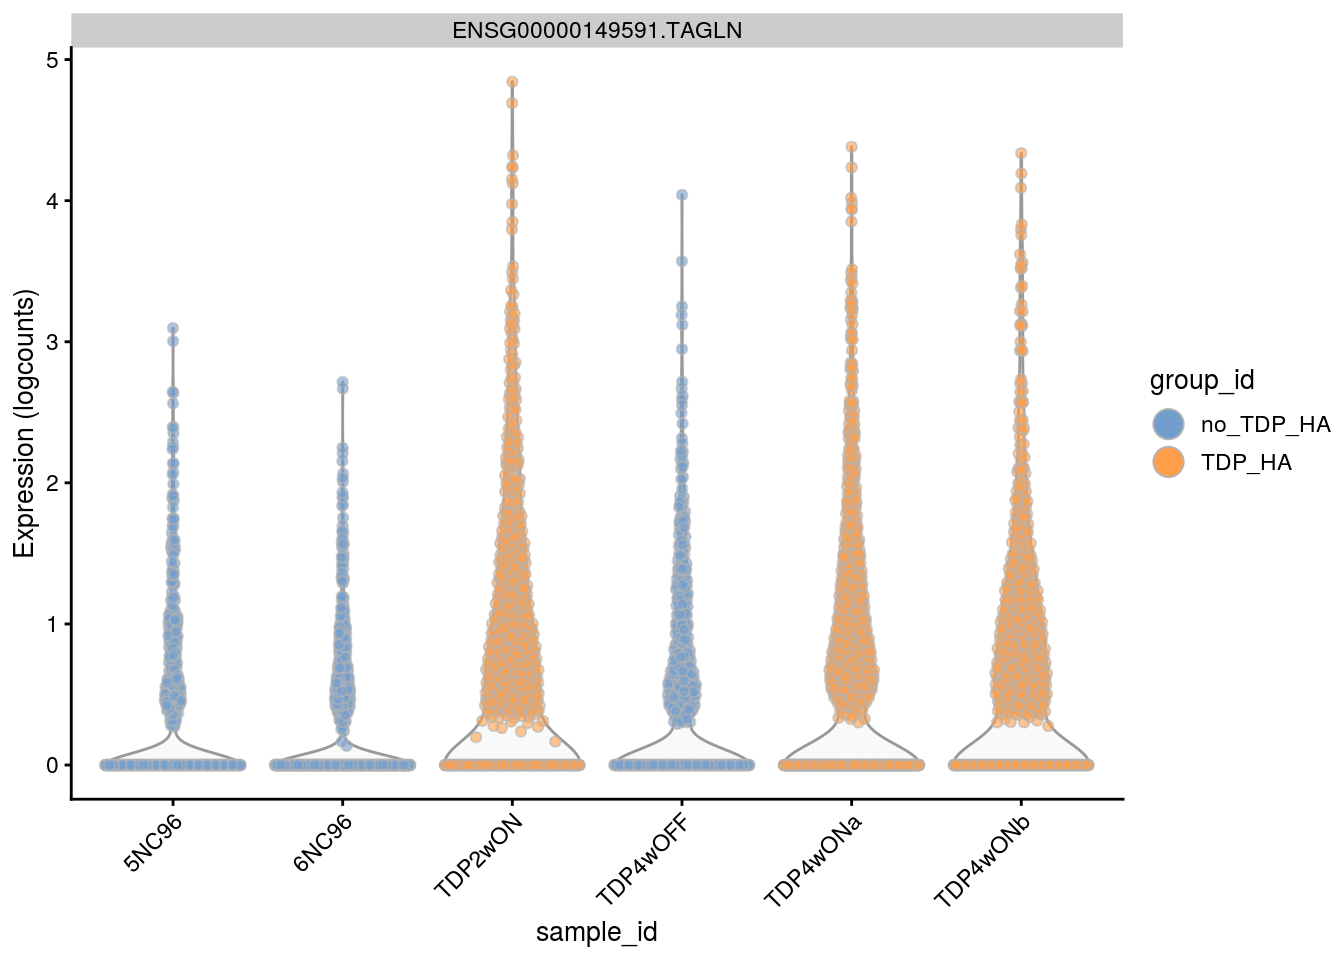 ENSG00000149591.TAGLN
5
4
3
2
1
0
Expression (logcounts)
5NC96
6NC96
TDP2wON
TDP4wOFF
TDP4wONa
TDP4wONb
sample_id
group_id
no_TDP_HA
TDP_HA